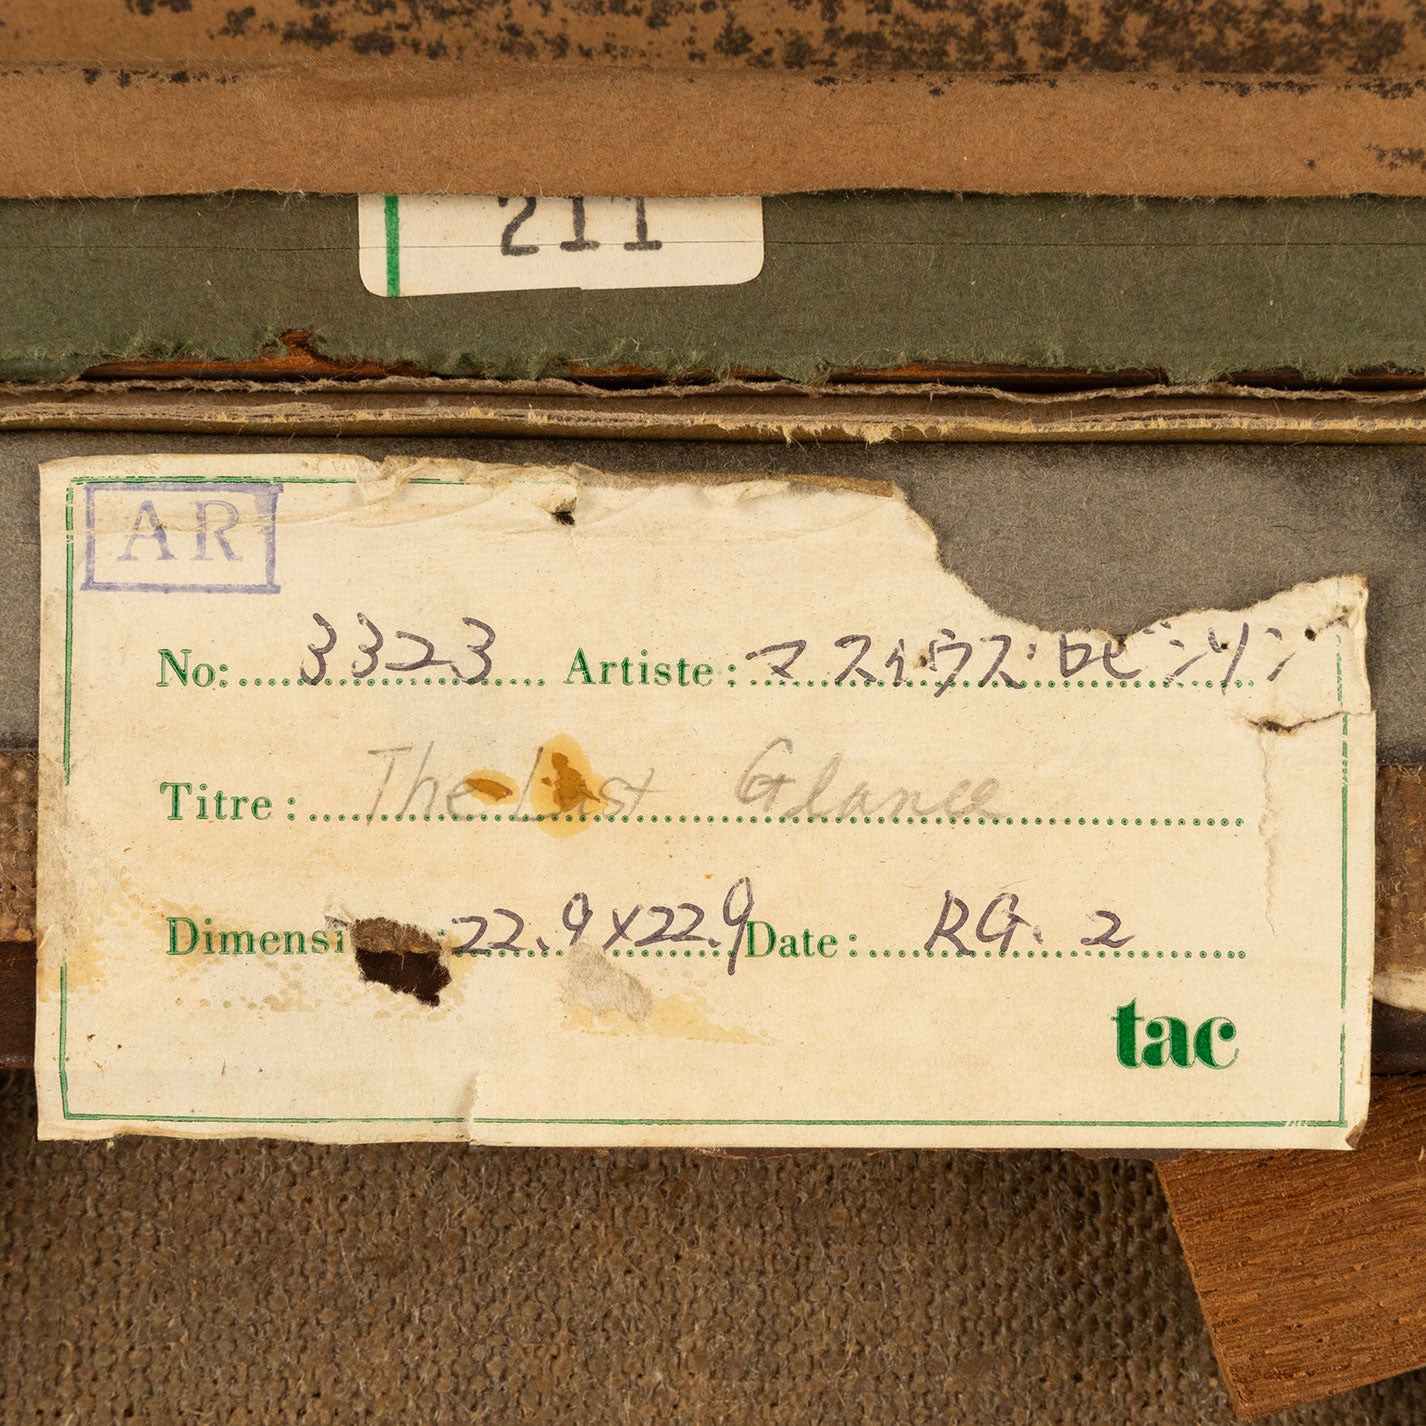 211
AR
No: 3323 Artiste: マスィウス・ロビンソン
Titre: The Glance
Dimensi : 22.9×22.9 Date: RG. 2
tac